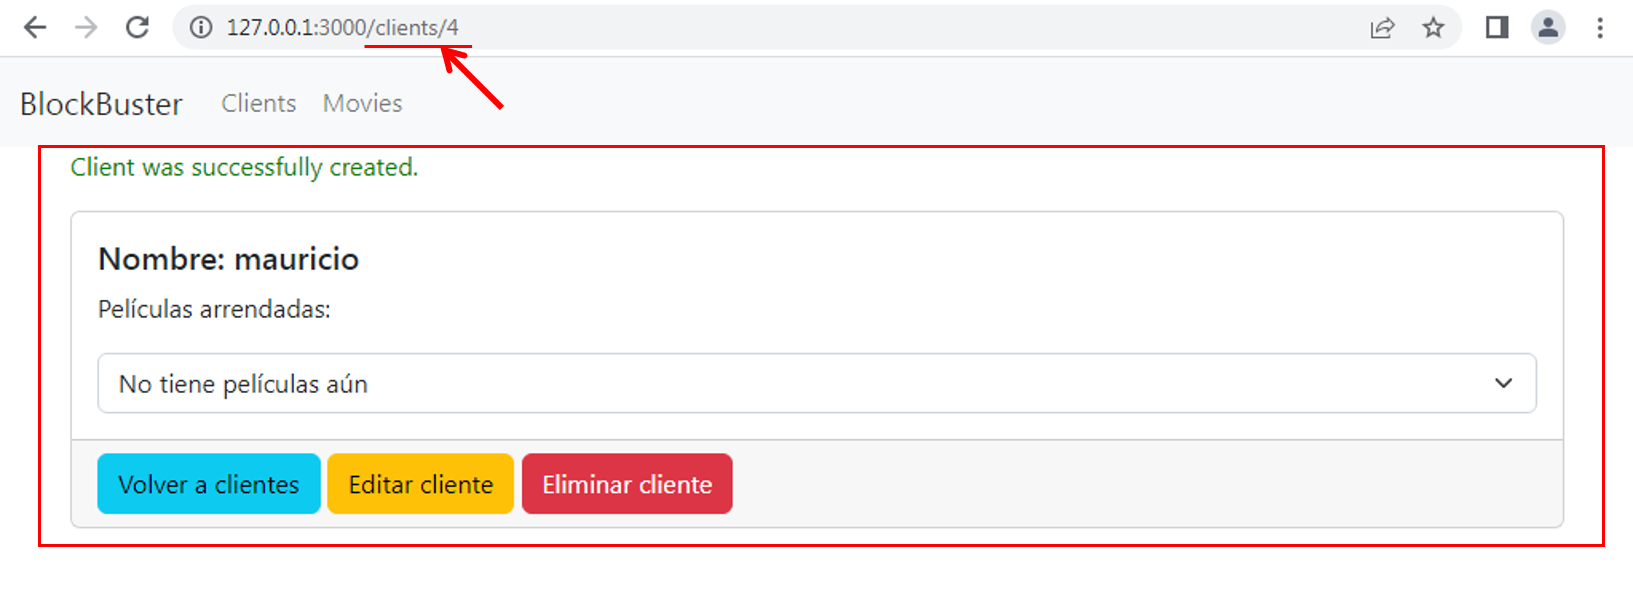 127.0.0.1:3000/clients/4
BlockBuster Clients Movies
Client was successfully created.
Nombre: mauricio
Películas arrendadas:
No tiene películas aún
Volver a clientes Editar cliente Eliminar cliente